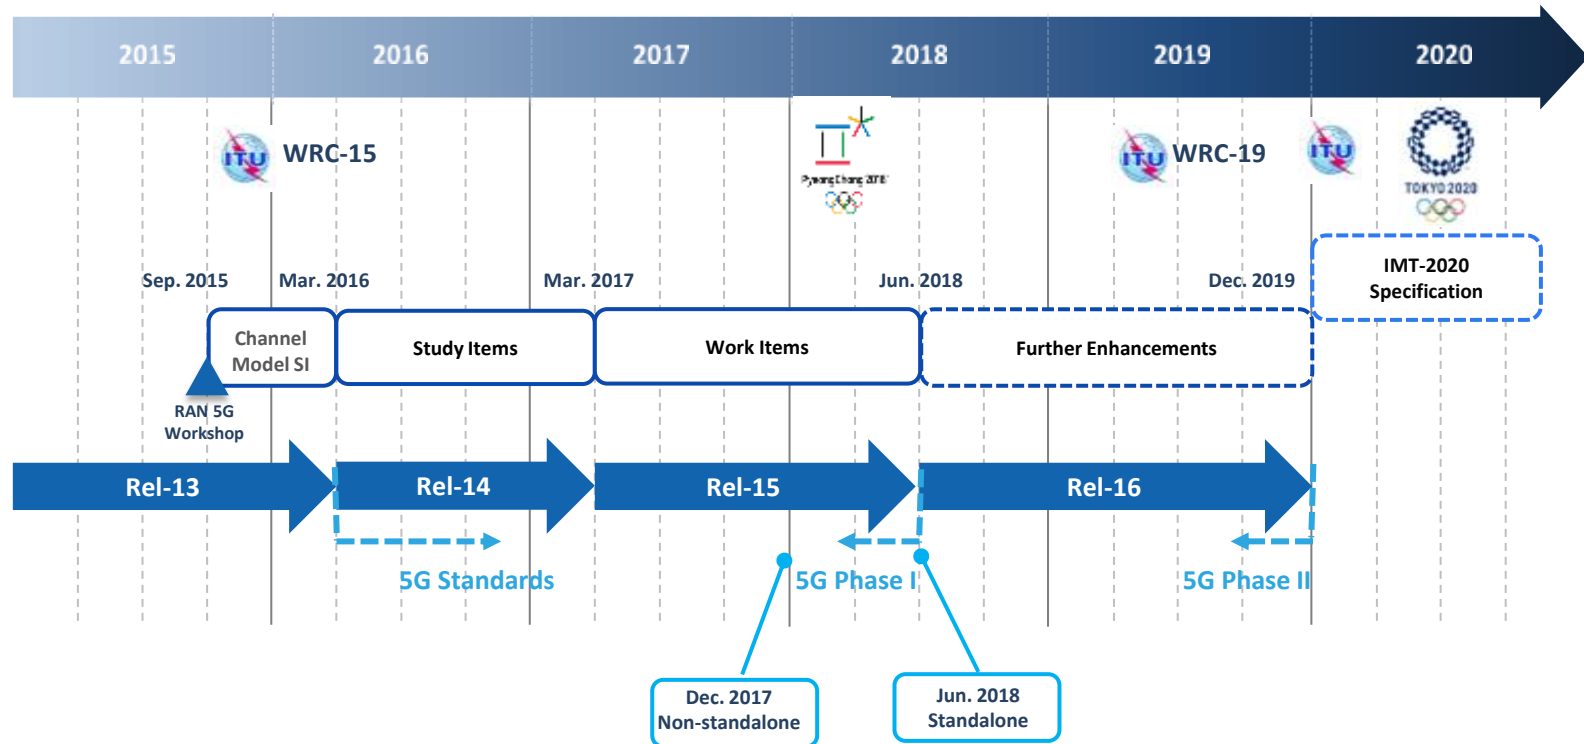 2015
2016
2017
2018
2019
2020
ITU
WRC-15
PyeongChang 2018
ITU
WRC-19
ITU
TOKYO 2020
Sep. 2015
Mar. 2016
Mar. 2017
Jun. 2018
Dec. 2019
IMT-2020
Specification
Channel
Model SI
Study Items
Work Items
Further Enhancements
RAN 5G
Workshop
Rel-13
Rel-14
Rel-15
Rel-16
5G Standards
5G Phase I
5G Phase II
Dec. 2017
Non-standalone
Jun. 2018
Standalone